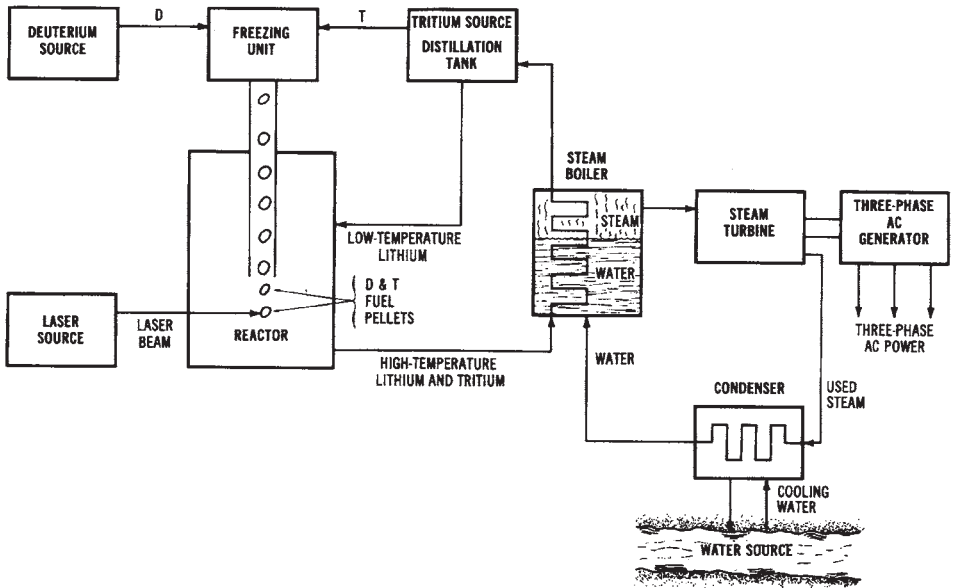 D
T
DEUTERIUM
SOURCE
FREEZING
UNIT
TRITIUM SOURCE
DISTILLATION
TANK
STEAM
BOILER
STEAM
WATER
STEAM
TURBINE
THREE-PHASE
AC
GENERATOR
LOW-TEMPERATURE
LITHIUM
D & T
FUEL
PELLETS
LASER
SOURCE
LASER
BEAM
REACTOR
HIGH-TEMPERATURE
LITHIUM AND TRITIUM
WATER
THREE-PHASE
AC POWER
CONDENSER
USED
STEAM
COOLING
WATER
WATER SOURCE